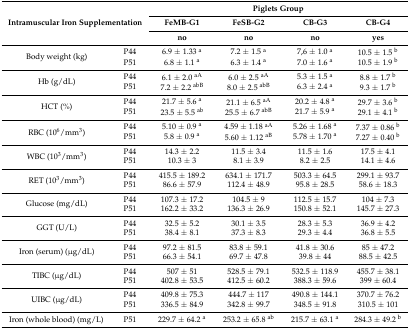 Intramuscular Iron Supplementation Piglets Group
FeMB-G1 FeSB-G2 CB-G3 CB-G4
no no no yes
Body weight (kg) P44 6.9 ± 1.33 a 7.2 ± 1.5 a 7,6 ± 1.0 a 10.5 ± 1.5 b
P51 6.8 ± 1.1 a 6.3 ± 1.4 a 7.0 ± 1.6 a 10.5 ± 1.9 b
Hb (g/dL) P44 6.1 ± 2.0 aA 6.0 ± 2.5 aA 5.3 ± 1.5 a 8.8 ± 1.7 b
P51 7.2 ± 2.2 abB 8.0 ± 2.5 abB 6.3 ± 2.4 a 9.3 ± 1.7 b
HCT (%) P44 21.7 ± 5.6 a 21.1 ± 6.5 aA 20.2 ± 4.8 a 29.7 ± 3.6 b
P51 23.5 ± 5.5 ab 25.5 ± 6.7 abB 21.7 ± 5.9 a 29.1 ± 4.1 b
RBC (10⁶/mm³) P44 5.10 ± 0.9 a 4.59 ± 1.18 aA 5.26 ± 1.68 a 7.37 ± 0.86 b
P51 5.8 ± 0.9 a 5.60 ± 1.12 aB 5.78 ± 1.70 a 7.27 ± 0.40 b
WBC (10³/mm³) P44 14.3 ± 2.2 11.5 ± 3.4 11.5 ± 1.6 17.5 ± 4.1
P51 10.3 ± 3 8.1 ± 3.9 8.2 ± 2.5 14.1 ± 4.6
RET (10³/mm³) P44 415.5 ± 189.2 634.1 ± 171.7 503.3 ± 64.5 299.1 ± 93.7
P51 86.6 ± 57.9 112.4 ± 48.9 95.8 ± 28.5 58.6 ± 18.3
Glucose (mg/dL) P44 107.3 ± 17.2 104.5 ± 9 112.5 ± 15.7 104 ± 7.3
P51 162.2 ± 33.2 136.3 ± 26.9 150.8 ± 52.1 145.7 ± 27.3
GGT (U/L) P44 32.5 ± 5.2 30.1 ± 3.5 28.3 ± 5.3 36.9 ± 4.2
P51 38.4 ± 8.1 37.3 ± 8.3 29.3 ± 4.4 36.8 ± 5.5
Iron (serum) (µg/dL) P44 97.2 ± 81.5 83.8 ± 59.1 41.8 ± 30.6 85 ± 47.2
P51 66.3 ± 54.1 69.7 ± 47.8 39.8 ± 44 88.5 ± 42.5
TIBC (µg/dL) P44 507 ± 51 528.5 ± 79.1 532.5 ± 118.9 455.7 ± 38.1
P51 402.8 ± 53.5 412.5 ± 60.2 388.3 ± 59.6 399 ± 60.4
UIBC (µg/dL) P44 409.8 ± 75.3 444.7 ± 117 490.8 ± 144.1 370.7 ± 76.2
P51 336.5 ± 84.9 342.8 ± 99.7 348.5 ± 91.8 310.5 ± 101
Iron (whole blood) (mg/L) P51 229.7 ± 64.2 a 253.2 ± 65.8 ab 215.7 ± 63.1 a 284.3 ± 49.2 b